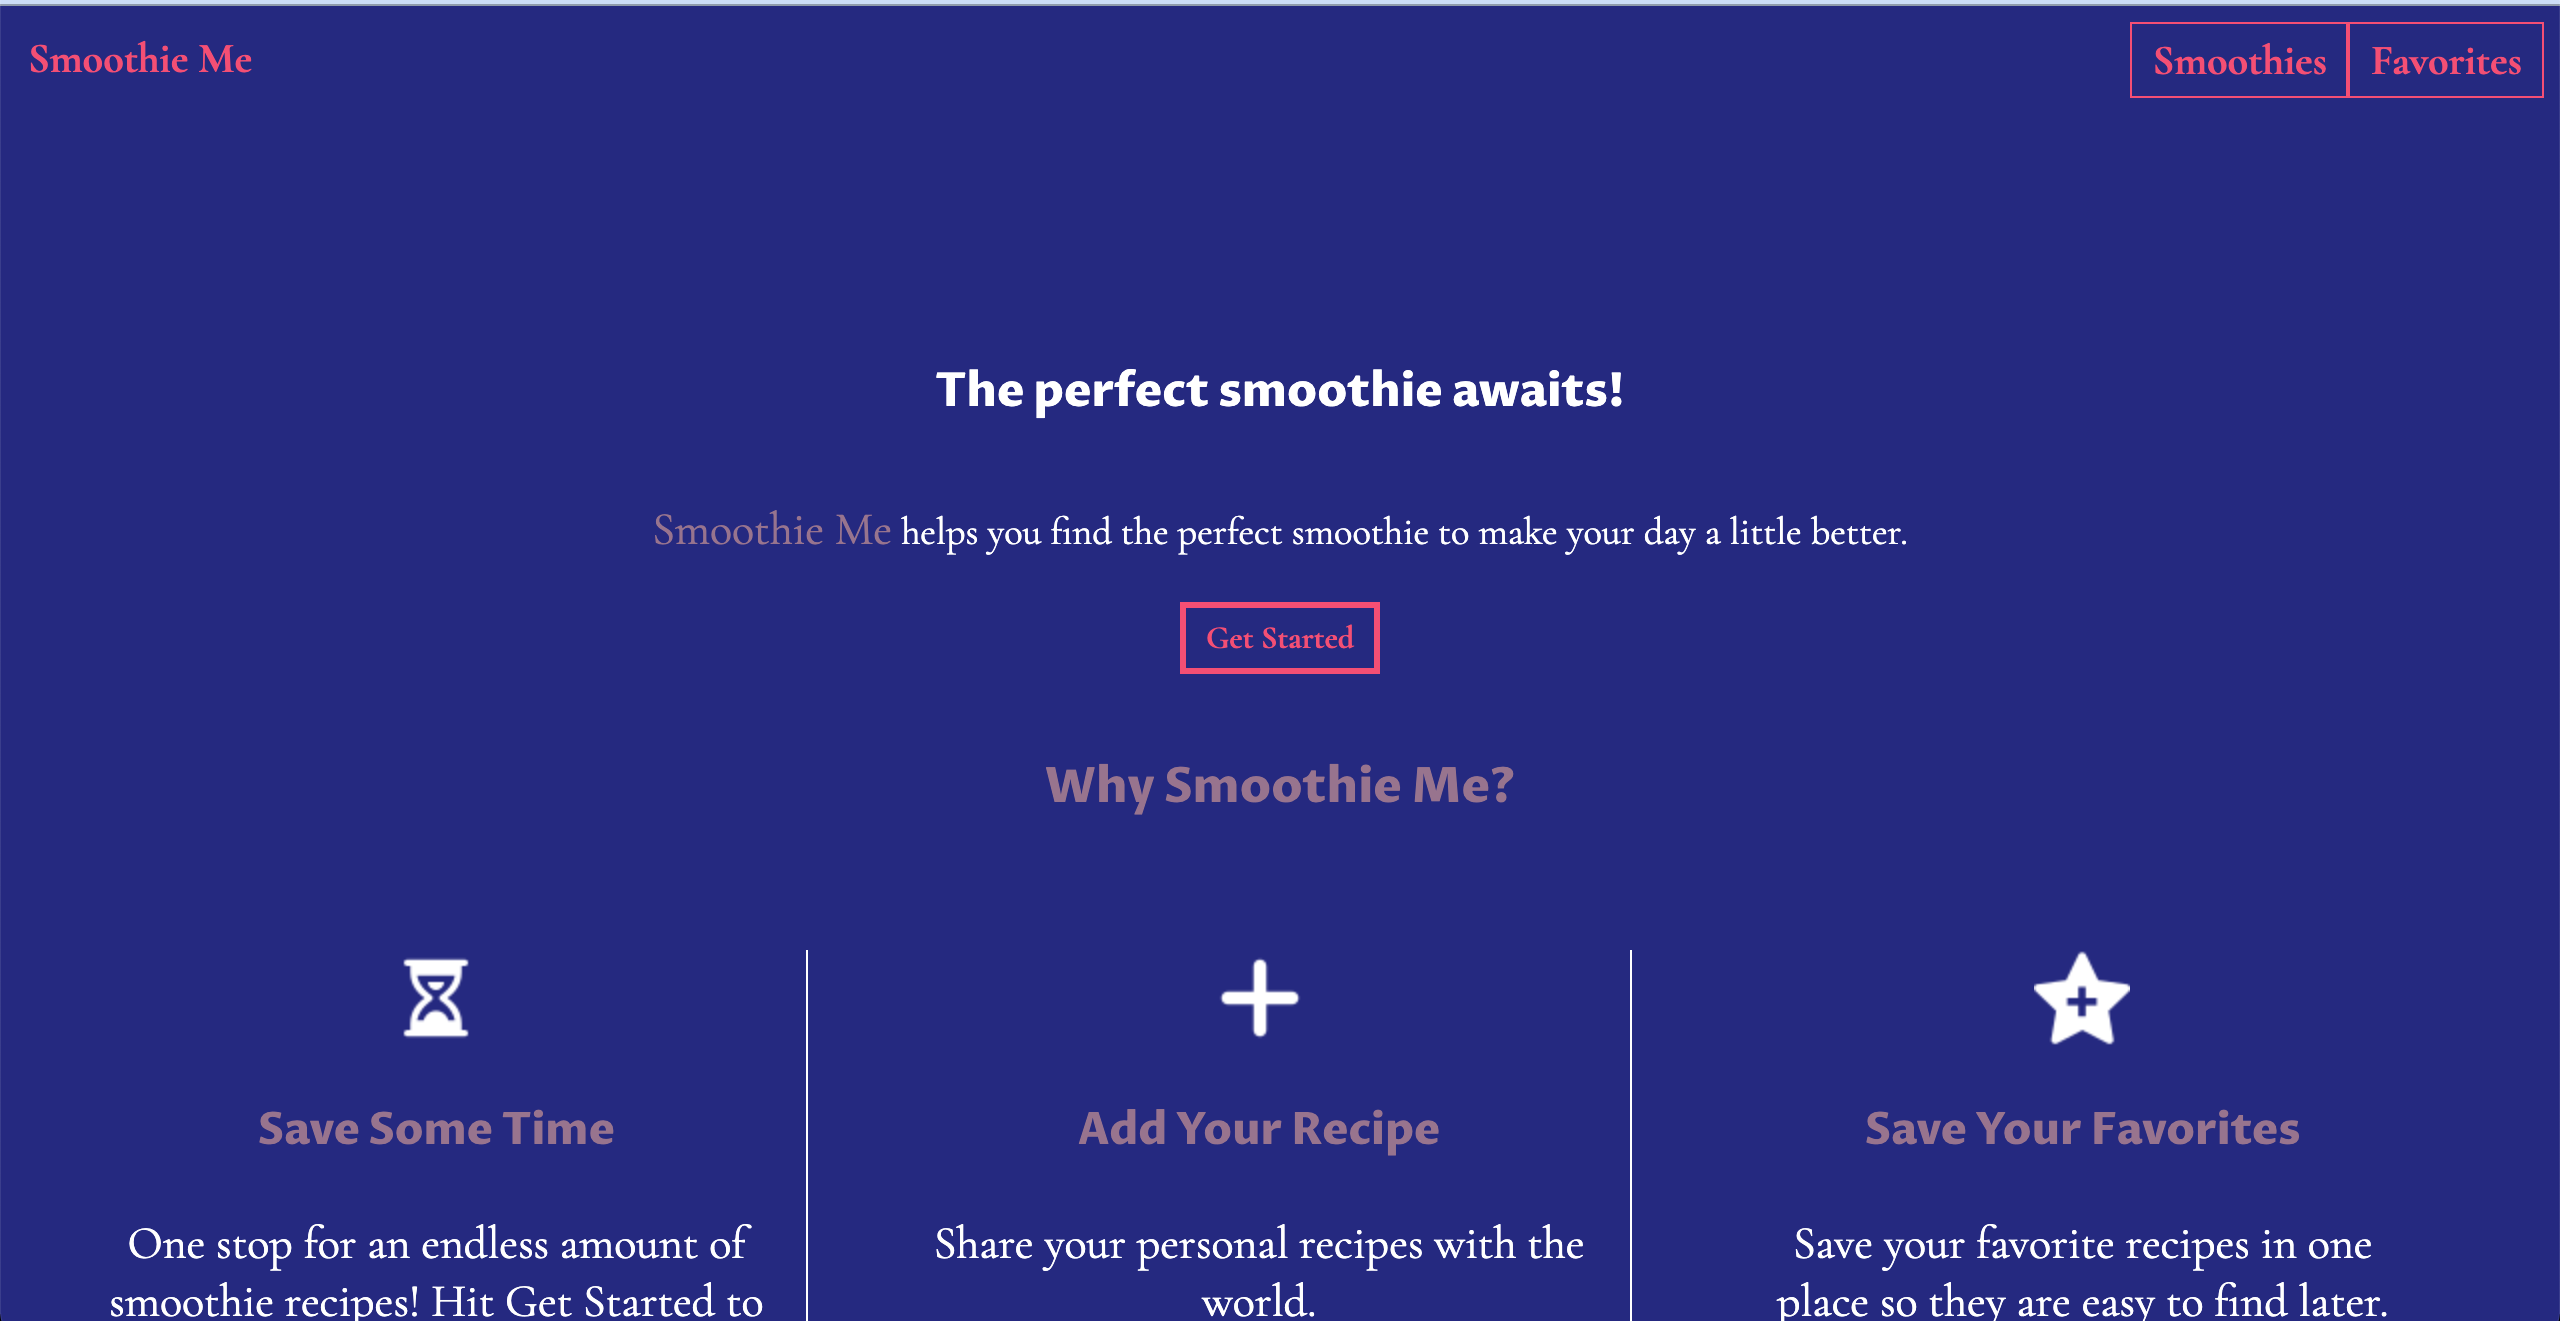 Smoothie Me
Smoothies
Favorites
The perfect smoothie awaits!
Smoothie Me helps you find the perfect smoothie to make your day a little better.
Get Started
Why Smoothie Me?
Save Some Time
One stop for an endless amount of
smoothie recipes! Hit Get Started to
Add Your Recipe
Share your personal recipes with the
world.
Save Your Favorites
Save your favorite recipes in one
place so they are easy to find later.